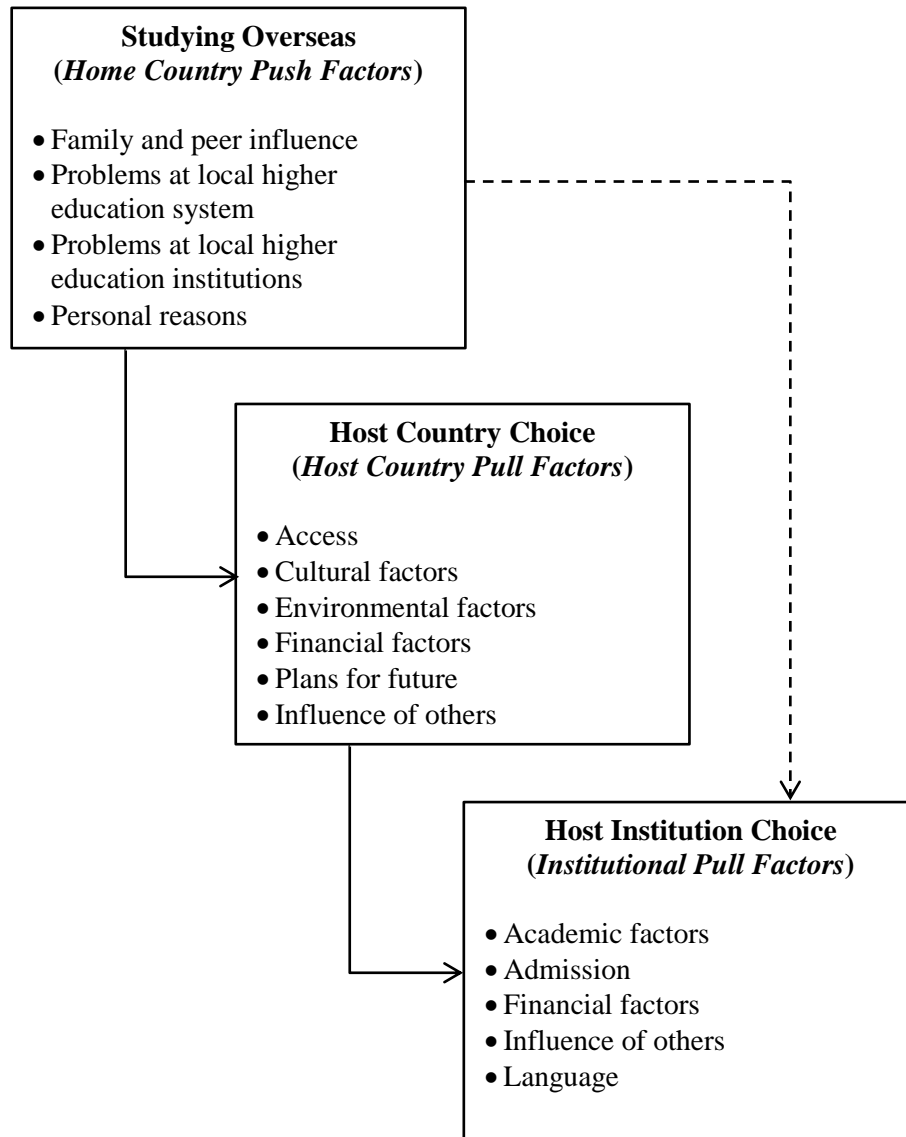 Studying Overseas
(Home Country Push Factors)
• Family and peer influence
• Problems at local higher
education system
• Problems at local higher
education institutions
• Personal reasons
Host Country Choice
(Host Country Pull Factors)
• Access
• Cultural factors
• Environmental factors
• Financial factors
• Plans for future
• Influence of others
Host Institution Choice
(Institutional Pull Factors)
• Academic factors
• Admission
• Financial factors
• Influence of others
• Language